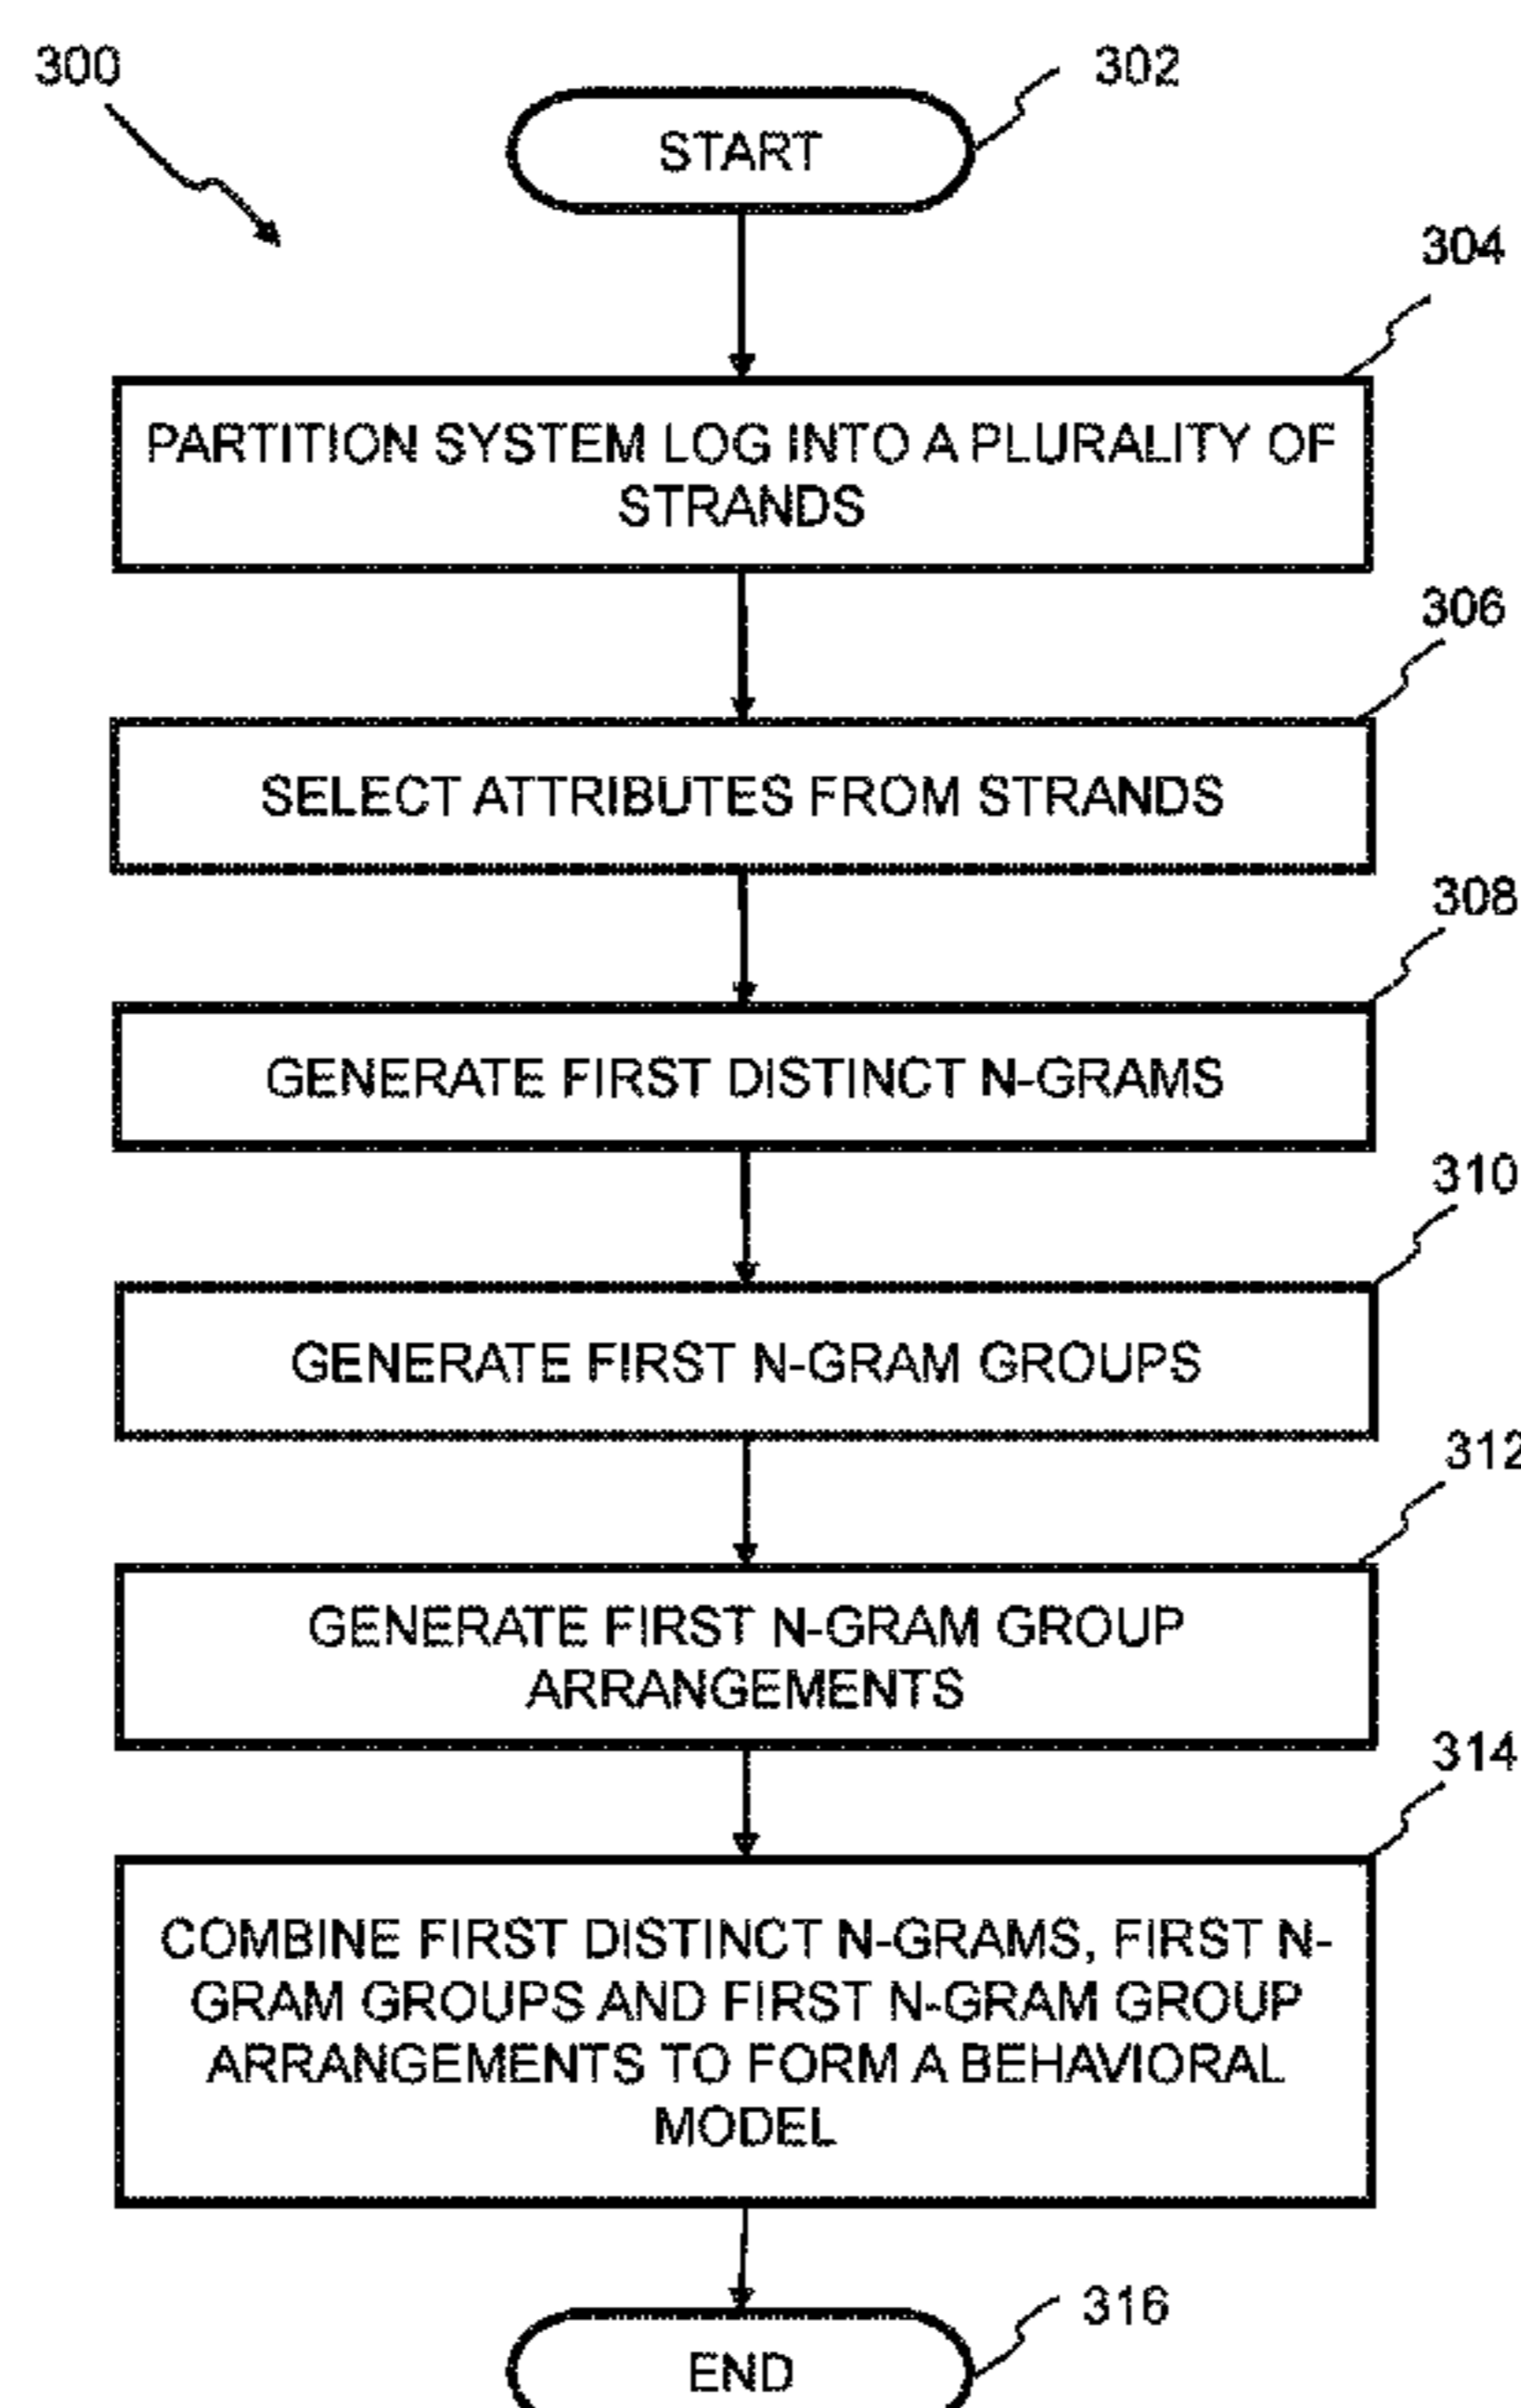 300
302
START
304
PARTITION SYSTEM LOG INTO A PLURALITY OF
STRANDS
306
SELECT ATTRIBUTES FROM STRANDS
308
GENERATE FIRST DISTINCT N-GRAMS
310
GENERATE FIRST N-GRAM GROUPS
312
GENERATE FIRST N-GRAM GROUP
ARRANGEMENTS
314
COMBINE FIRST DISTINCT N-GRAMS, FIRST N-
GRAM GROUPS AND FIRST N-GRAM GROUP
ARRANGEMENTS TO FORM A BEHAVIORAL
MODEL
316
END